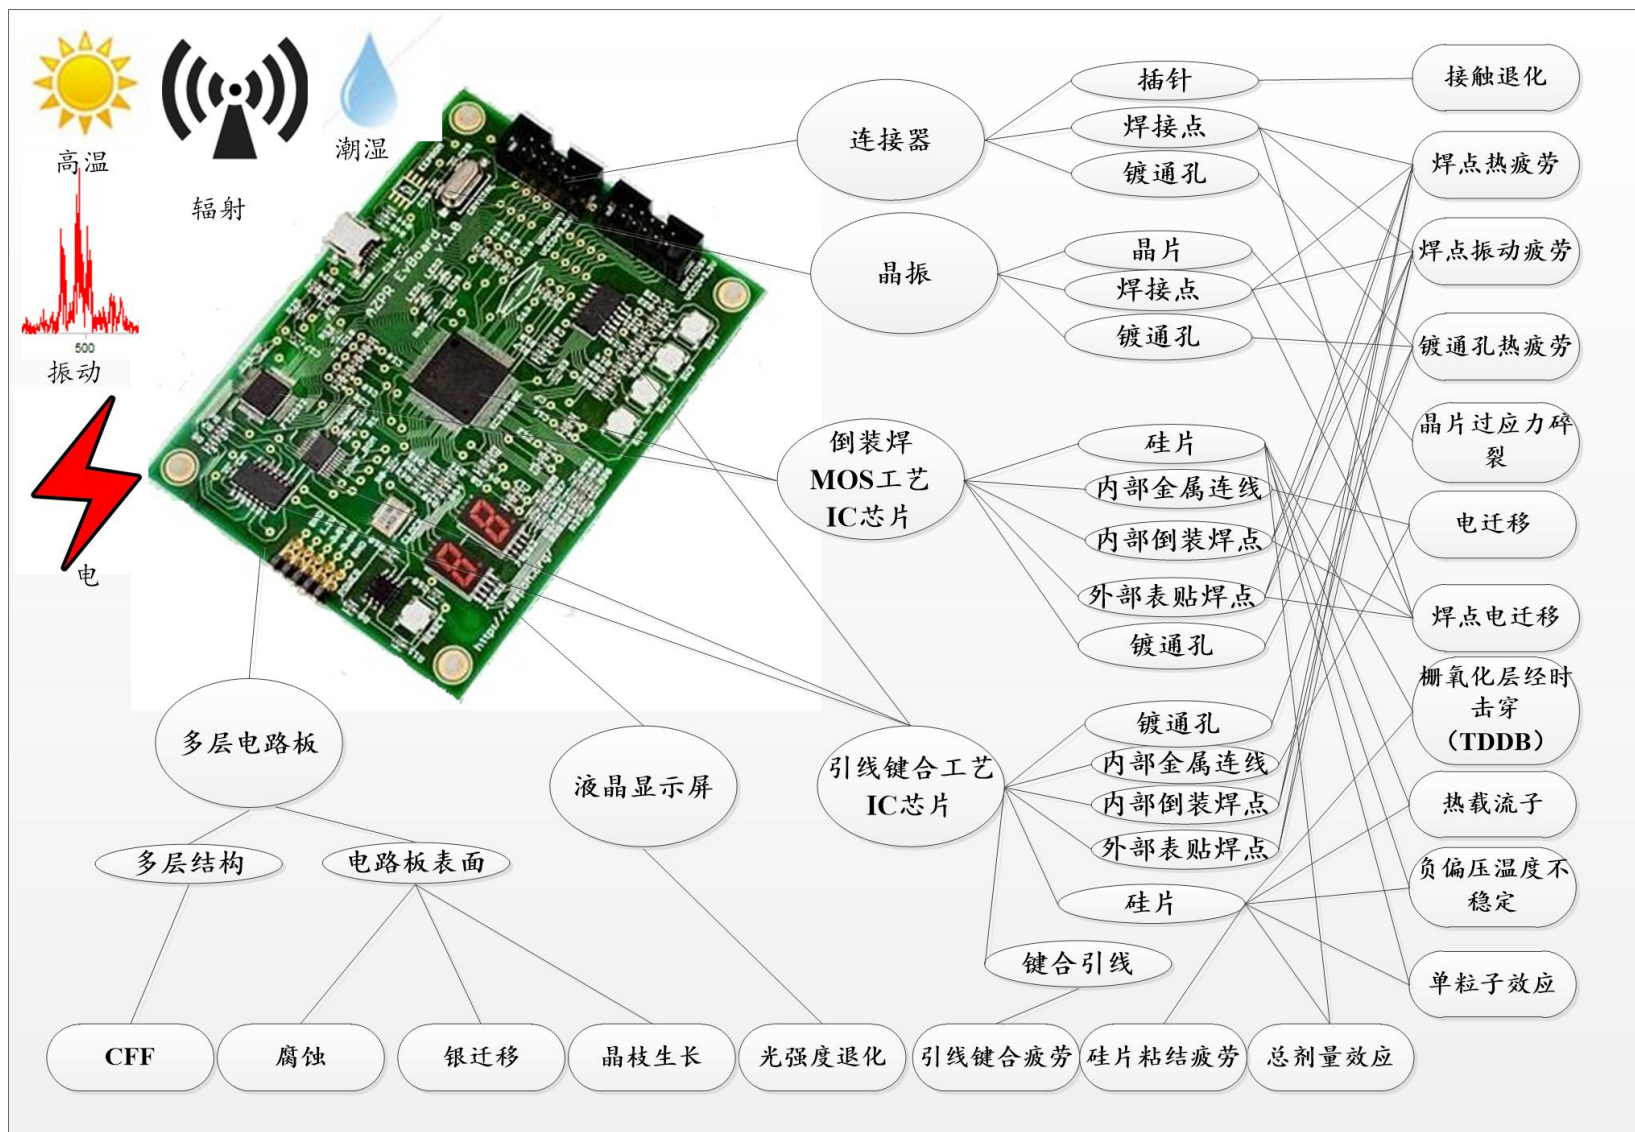 高温
辐射
潮湿
500
振动
电
连接器
插针
焊接点
镀通孔
接触退化
焊点热疲劳
晶振
晶片
焊接点
镀通孔
焊点振动疲劳
镀通孔热疲劳
晶片过应力碎
裂
倒装焊
MOS工艺
IC芯片
硅片
内部金属连线
内部倒装焊点
外部表贴焊点
镀通孔
电迁移
焊点电迁移
栅氧化层经时
击穿
（TDDB）
引线键合工艺
IC芯片
镀通孔
内部金属连线
内部倒装焊点
外部表贴焊点
硅片
键合引线
热载流子
负偏压温度不
稳定
单粒子效应
多层电路板
液晶显示屏
多层结构
电路板表面
CFF
腐蚀
银迁移
晶枝生长
光强度退化
引线键合疲劳
硅片粘结疲劳
总剂量效应